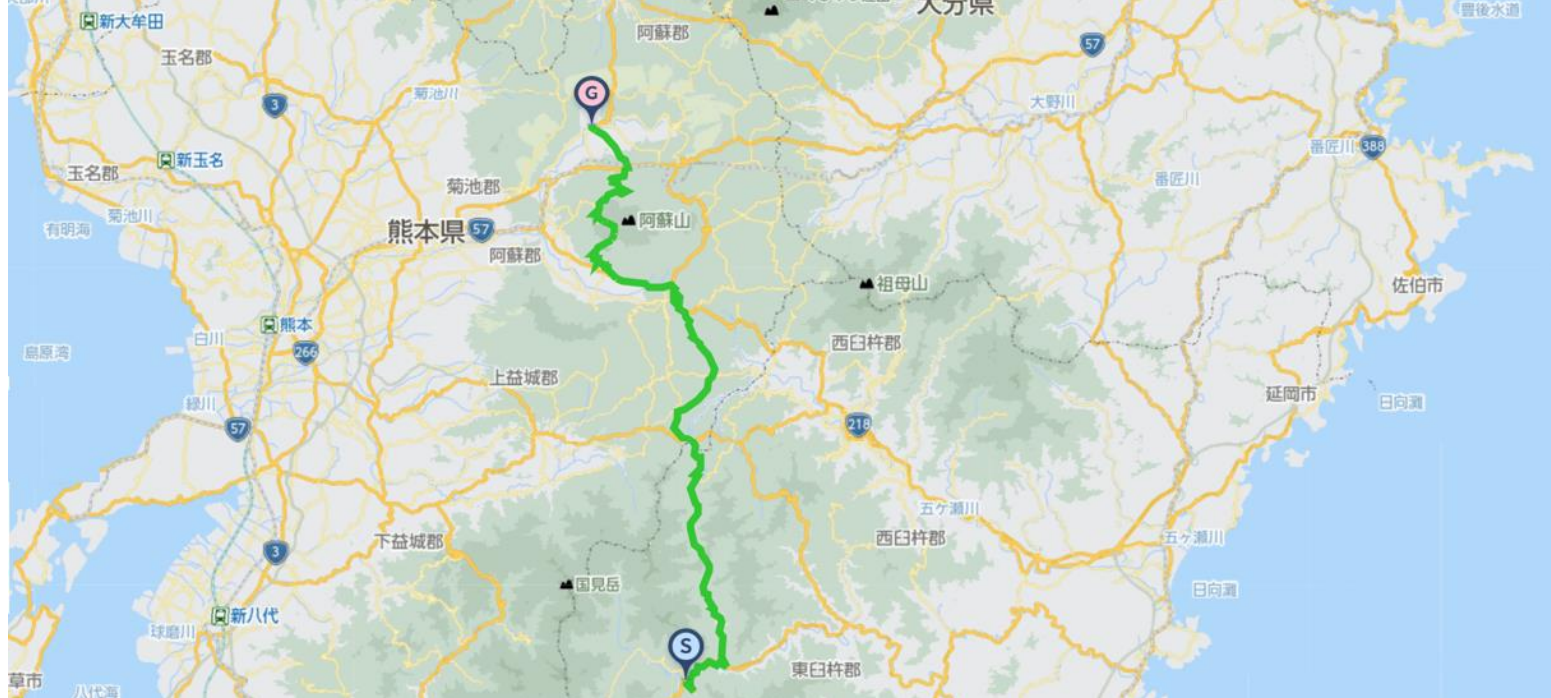 新大牟田
大分県
豊後水道
阿蘇郡
57
玉名郡
G
菊池川
3
大野川
388
番匠川
新玉名
玉名郡
菊池郡
番匠川
菊池川
阿蘇山
有明海
熊本県
57
阿蘇郡
祖母山
佐伯市
熊本
白川
島原湾
266
西臼杵郡
上益城郡
延岡市
緑川
日向灘
57
218
五ケ瀬川
下益城郡
西臼杵郡
五ケ瀬川
3
国見岳
日向灘
新八代
球磨川
S
東臼杵郡
草市
八代海